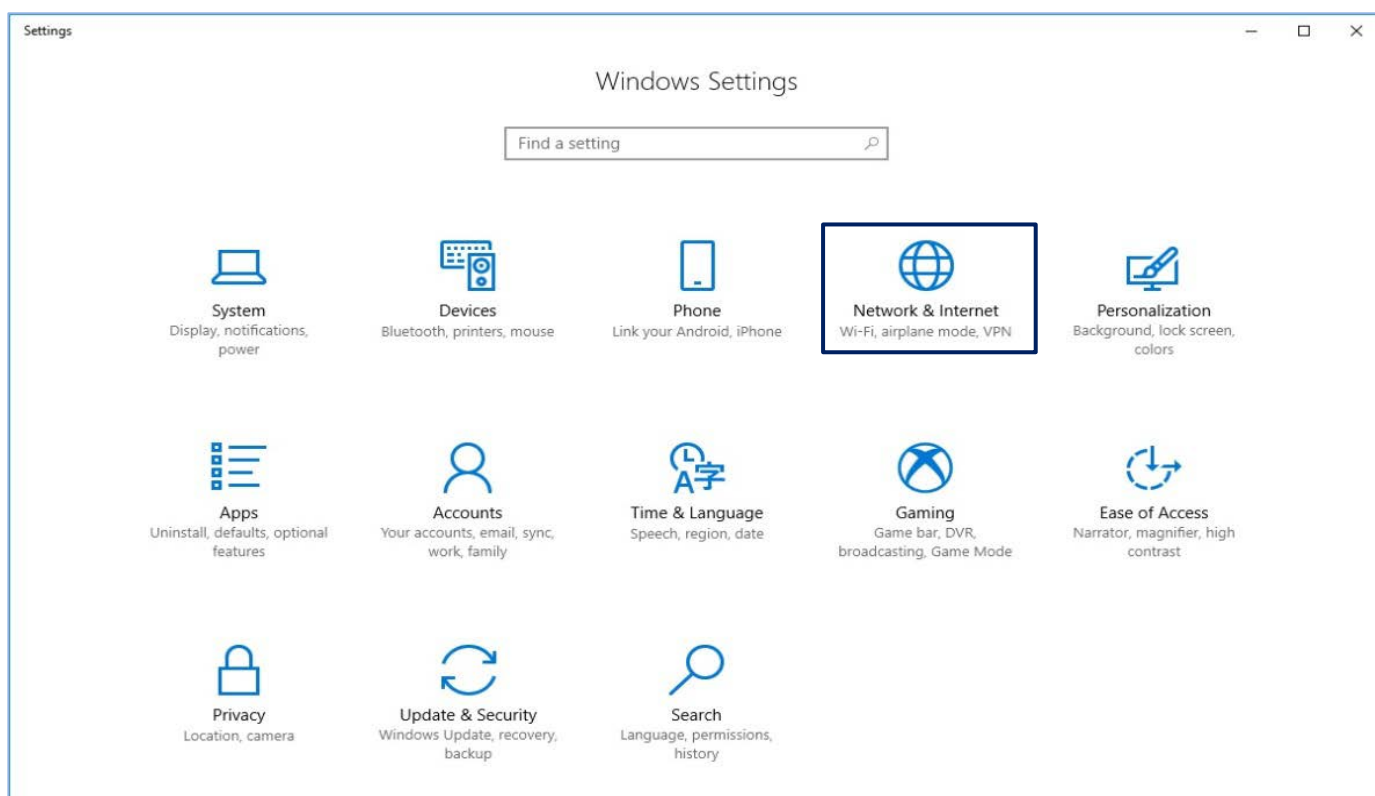 Settings
Windows Settings
Find a setting
System
Display, notifications,
power
Devices
Bluetooth, printers, mouse
Phone
Link your Android, iPhone
Network & Internet
Wi-Fi, airplane mode, VPN
Personalization
Background, lock screen,
colors
Apps
Uninstall, defaults, optional
features
Accounts
Your accounts, email, sync,
work, family
Time & Language
Speech, region, date
Gaming
Game bar, DVR,
broadcasting, Game Mode
Ease of Access
Narrator, magnifier, high
contrast
Privacy
Location, camera
Update & Security
Windows Update, recovery,
backup
Search
Language, permissions,
history